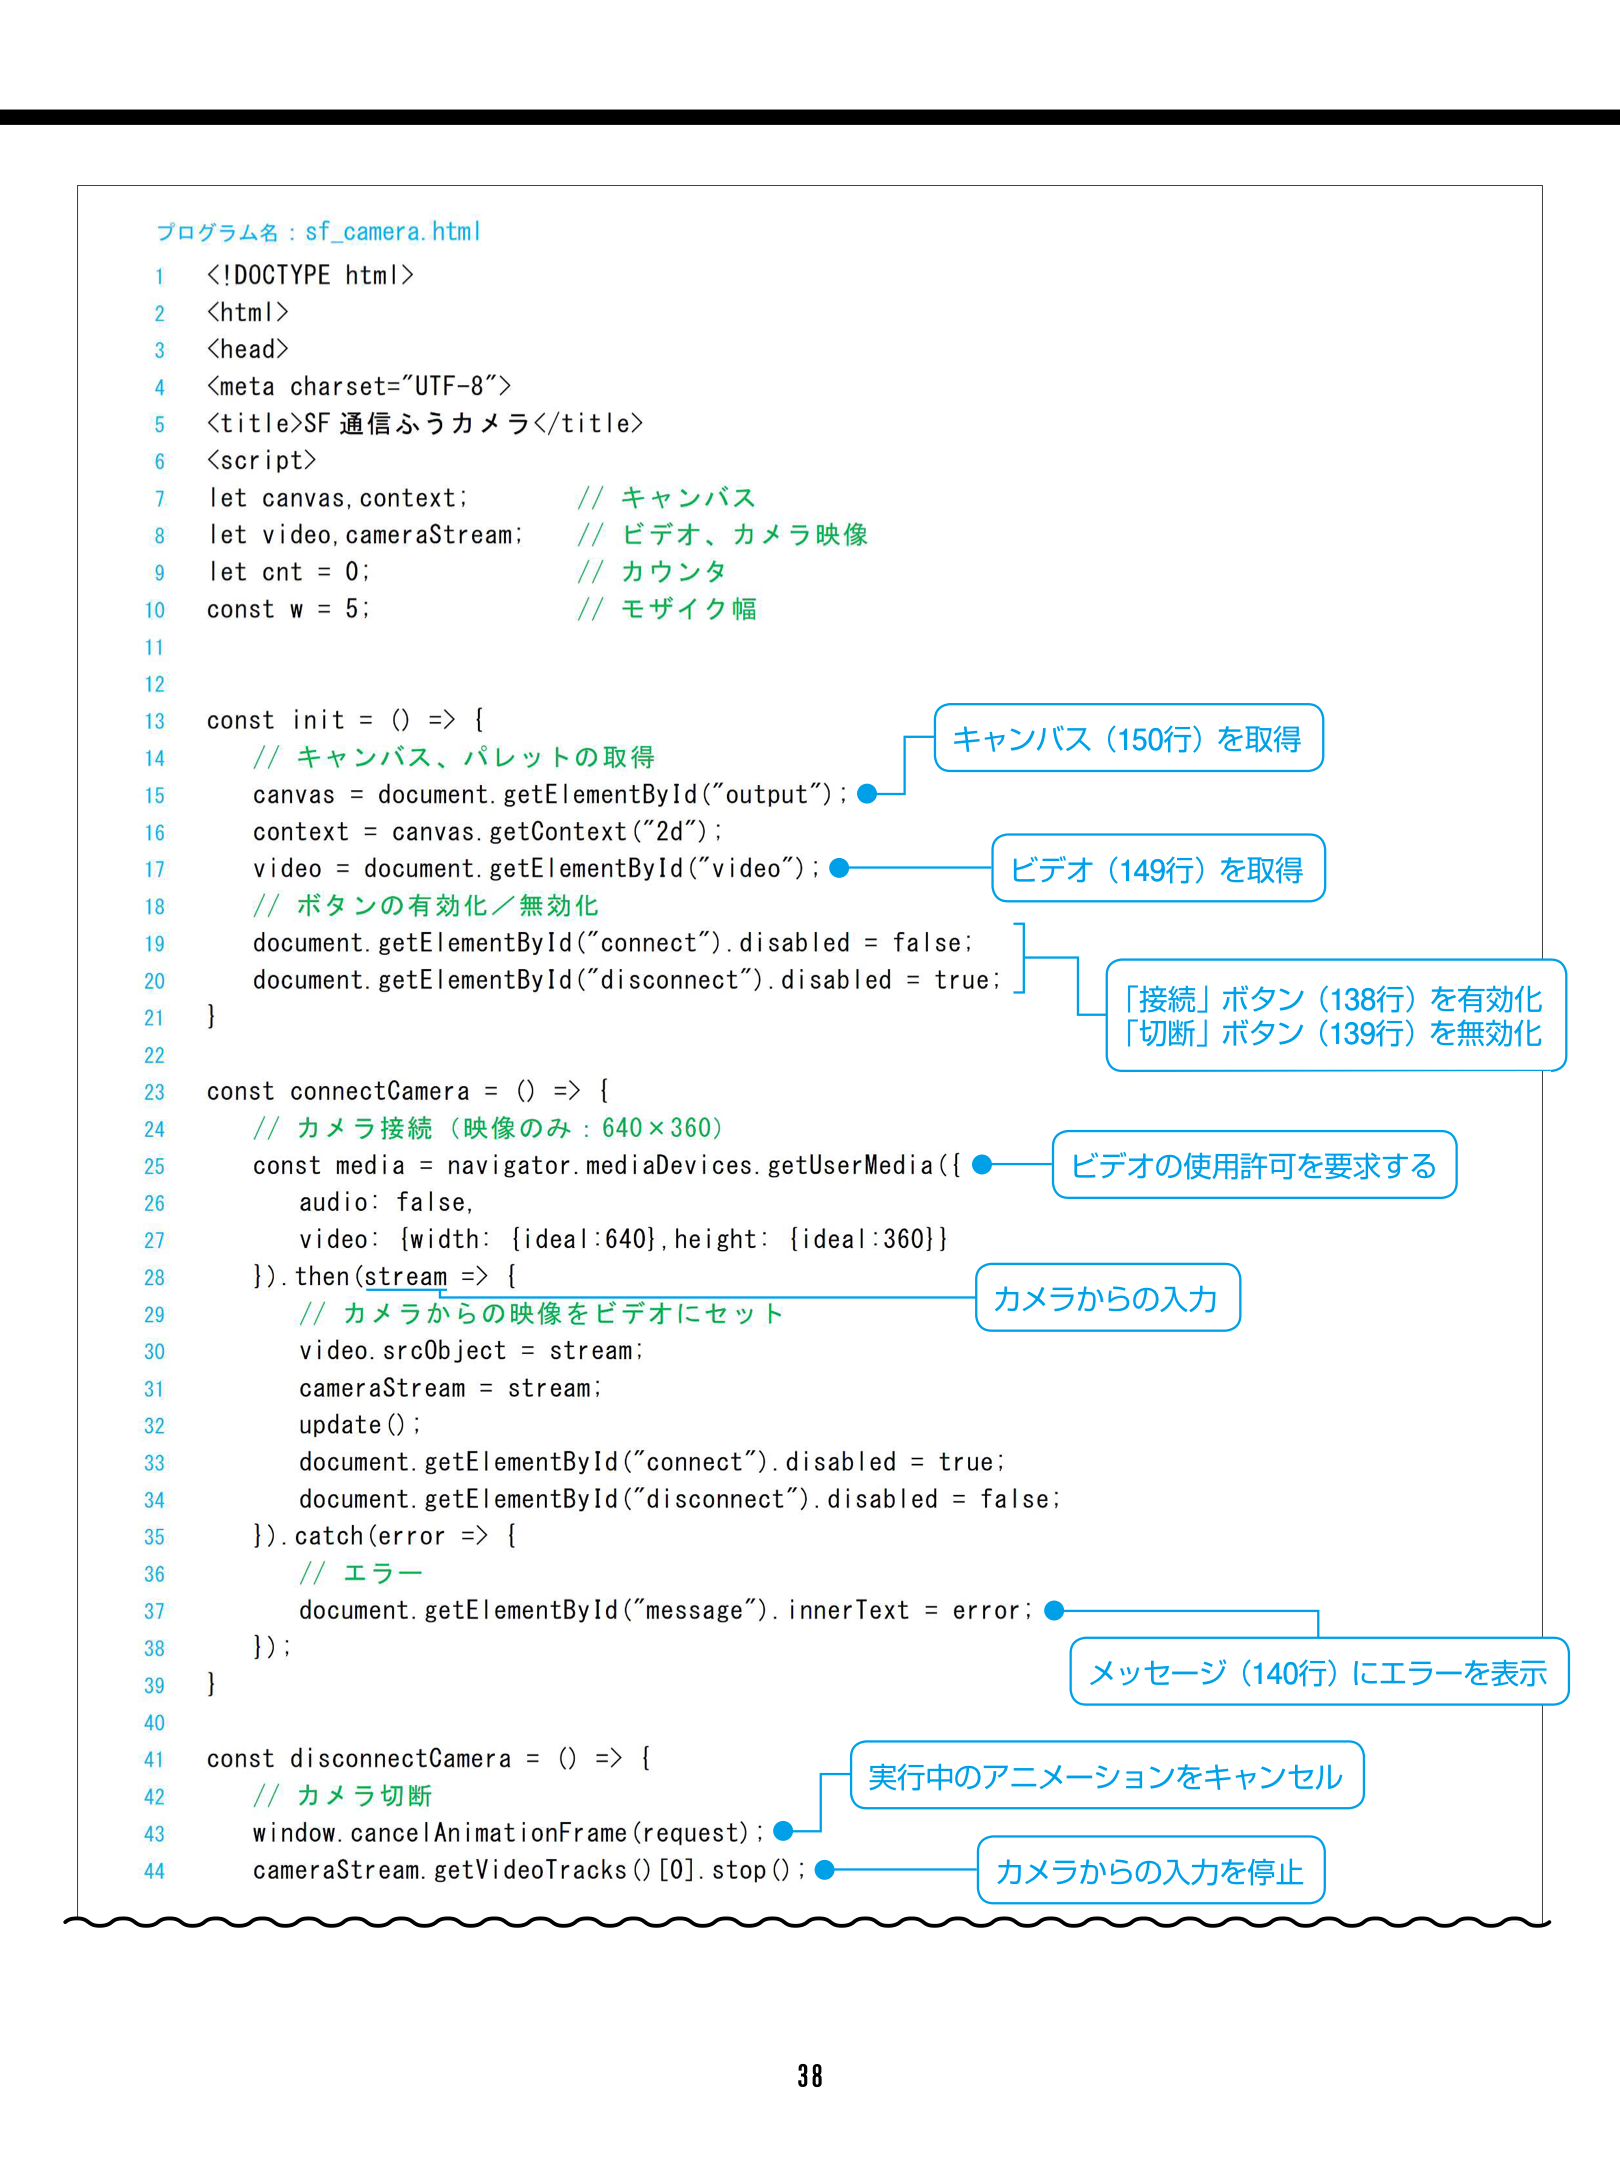 プログラム名：sf_camera.html
1 <!DOCTYPE html>
2 <html>
3 <head>
4 <meta charset="UTF-8">
5 <title>SF 通信ふうカメラ</title>
6 <script>
7 let canvas,context; // キャンバス
8 let video,cameraStream; // ビデオ、カメラ映像
9 let cnt = 0; // カウンタ
10 const w = 5; // モザイク幅
11
12
13 const init = () => {
14 // キャンバス、パレットの取得
キャンバス（150行）を取得
15 canvas = document.getElementById("output");
16 context = canvas.getContext("2d");
17 video = document.getElementById("video");
ビデオ（149行）を取得
18 // ボタンの有効化／無効化
19 document.getElementById("connect").disabled = false;
20 document.getElementById("disconnect").disabled = true;
「接続」ボタン（138行）を有効化
「切断」ボタン（139行）を無効化
21 }
22
23 const connectCamera = () => {
24 // カメラ接続（映像のみ：640×360）
25 const media = navigator.mediaDevices.getUserMedia({
ビデオの使用許可を要求する
26 audio: false,
27 video: {width: {ideal:640},height: {ideal:360}}
28 }).then(stream => {
カメラからの入力
29 // カメラからの映像をビデオにセット
30 video.srcObject = stream;
31 cameraStream = stream;
32 update();
33 document.getElementById("connect").disabled = true;
34 document.getElementById("disconnect").disabled = false;
35 }).catch(error => {
36 // エラー
37 document.getElementById("message").innerText = error;
メッセージ（140行）にエラーを表示
38 });
39 }
40
41 const disconnectCamera = () => {
実行中のアニメーションをキャンセル
42 // カメラ切断
43 window.cancelAnimationFrame(request);
44 cameraStream.getVideoTracks()[0].stop();
カメラからの入力を停止
38